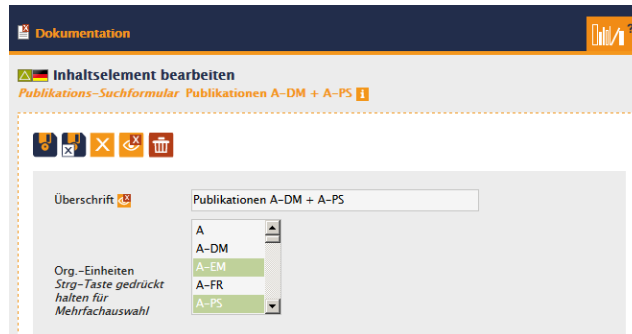 Dokumentation
?
Inhaltselement bearbeiten
Publikations-Suchformular Publikationen A-DM + A-PS i
Überschrift
Publikationen A-DM + A-PS
A
A-DM
A-EM
A-FR
A-PS
Org.-Einheiten
Strg-Taste gedrückt
halten für
Mehrfachauswahl